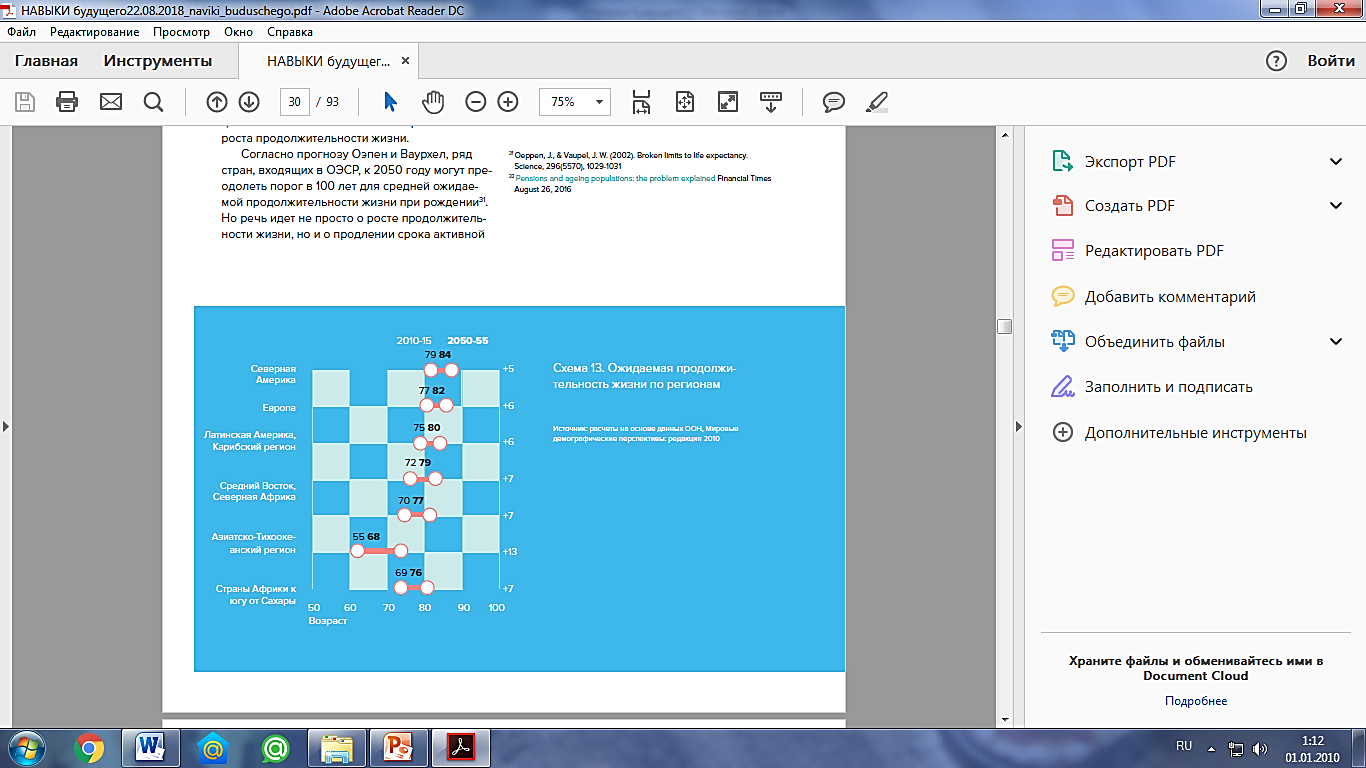 НАВЫКИ будущего22.08.2018_naviki_buduschego.pdf - Adobe Acrobat Reader DC
Файл Редактирование Просмотр Окно Справка
Главная Инструменты НАВЫКИ будущег... × Войти
30 / 93 75%
роста продолжительности жизни.
Согласно прогнозу Оэпен и Ваурхел, ряд
стран, входящих в ОЭСР, к 2050 году могут пре-
одолеть порог в 100 лет для средней ожидае-
мой продолжительности жизни при рождении³¹.
Но речь идет не просто о росте продолжитель-
ности жизни, но и о продлении срока активной
³¹ Oeppen, J., & Vaupel, J. W. (2002). Broken limits to life expectancy.
Science, 296(5570), 1029-1031
³² Pensions and ageing populations: the problem explained Financial Times
August 26, 2016
2010-15 2050-55
79 84
Северная
Америка
+5
77 82
Европа
+6
75 80
Латинская Америка,
Карибский регион
+6
72 79
Средний Восток,
Северная Африка
+7
70 77
+7
Азиатско-Тихооке-
анский регион
55 68
+13
69 76
Страны Африки к
югу от Сахары
+7
50 60 70 80 90 100
Возраст
Схема 13. Ожидаемая продолжи-
тельность жизни по регионам
Источник: расчеты на основе данных ООН, Мировые
демографические перспективы: редакция 2010
Экспорт PDF
Создать PDF
Редактировать PDF
Добавить комментарий
Объединить файлы
Заполнить и подписать
Дополнительные инструменты
Храните файлы и обменивайтесь ими в
Document Cloud
Подробнее
RU
1:12
01.01.2010